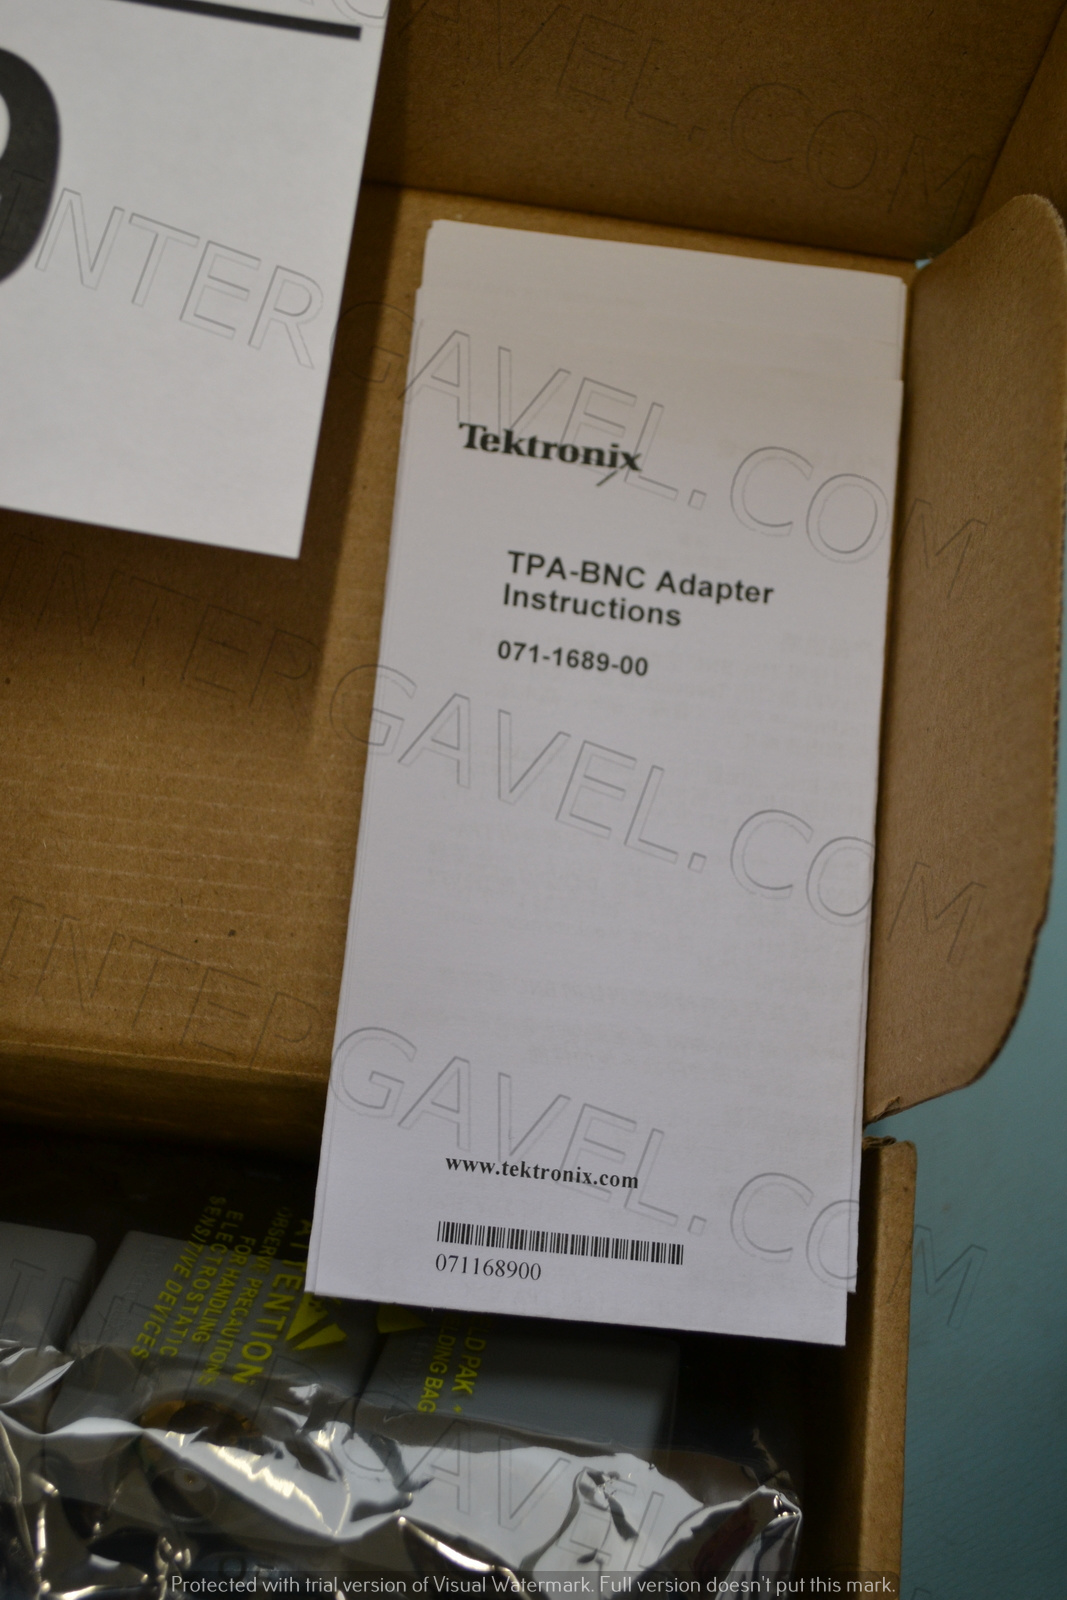 Tektronix
TPA-BNC Adapter
Instructions
071-1689-00
www.tektronix.com
071168900
ATTENTION
OBSERVE PRECAUTIONS
FOR HANDLING
ELECTROSTATIC
SENSITIVE DEVICES
PAK
BAG
INTERGAVEL.COM
INTERGAVEL.COM
INTERGAVEL.COM
Protected with trial version of Visual Watermark. Full version doesn't put this mark.